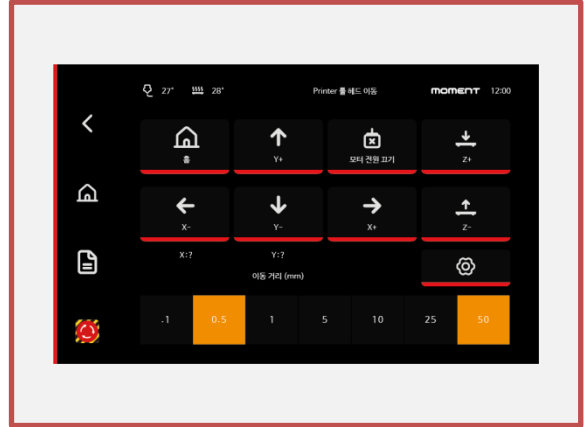 27° 28° Printer 툴 헤드 이동 MOMENT 12:00
홈 Y+ 모터 전원 끄기 Z+
X- Y- X+ Z-
X:? Y:?
이동 거리 (mm)
.1 0.5 1 5 10 25 50